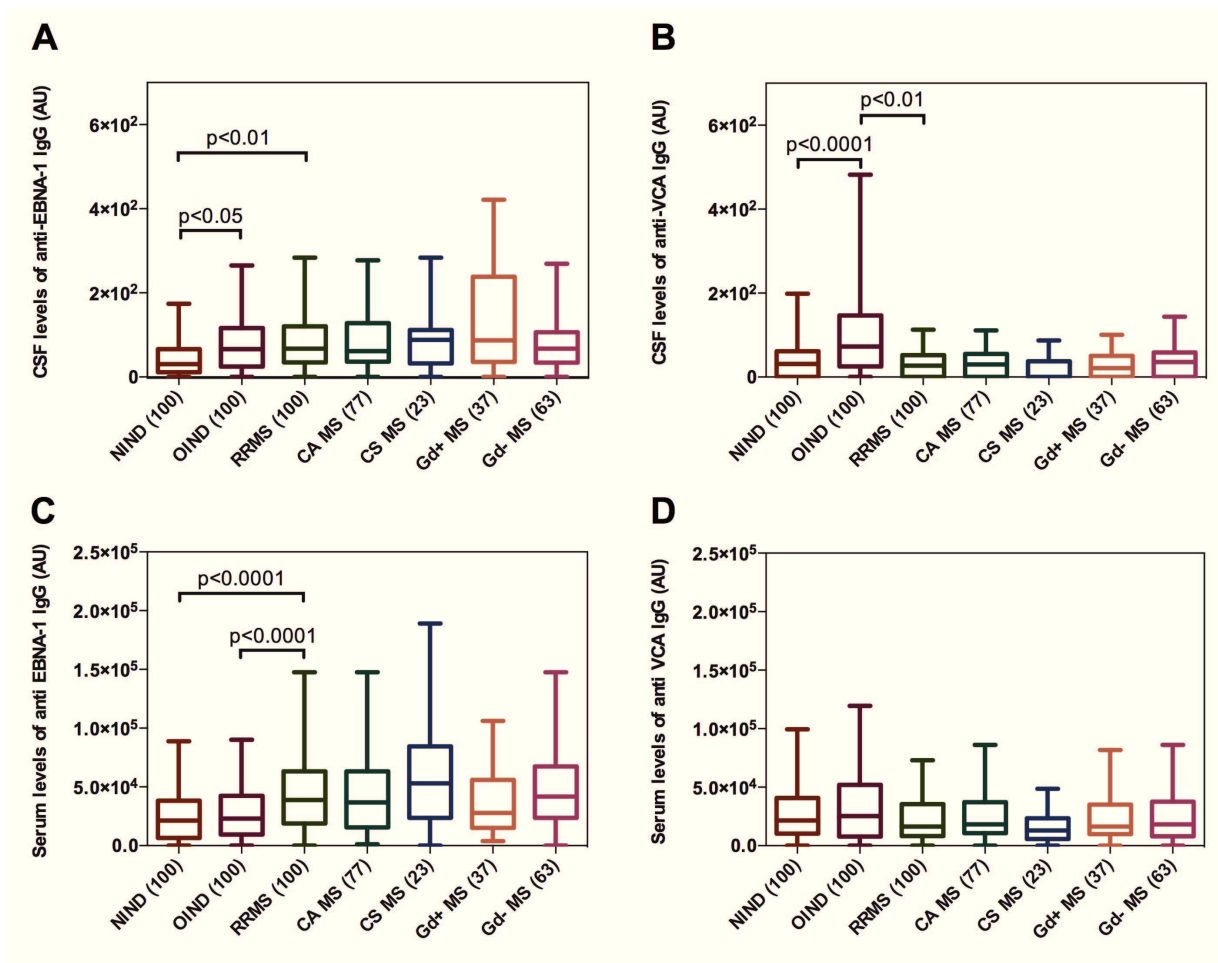 A
CSF levels of anti-EBNA-1 IgG (AU)
6×10²
4×10²
2×10²
0
p<0.01
p<0.05
NIND (100)
OIND (100)
RRMS (100)
CA MS (77)
CS MS (23)
Gd+ MS (37)
Gd- MS (63)
B
CSF levels of anti-VCA IgG (AU)
6×10²
4×10²
2×10²
0
p<0.01
p<0.0001
NIND (100)
OIND (100)
RRMS (100)
CA MS (77)
CS MS (23)
Gd+ MS (37)
Gd- MS (63)
C
Serum levels of anti EBNA-1 IgG (AU)
2.5×10⁵
2.0×10⁵
1.5×10⁵
1.0×10⁵
5.0×10⁴
0.0
p<0.0001
p<0.0001
NIND (100)
OIND (100)
RRMS (100)
CA MS (77)
CS MS (23)
Gd+ MS (37)
Gd- MS (63)
D
Serum levels of anti VCA IgG (AU)
2.5×10⁵
2.0×10⁵
1.5×10⁵
1.0×10⁵
5.0×10⁴
0.0
NIND (100)
OIND (100)
RRMS (100)
CA MS (77)
CS MS (23)
Gd+ MS (37)
Gd- MS (63)